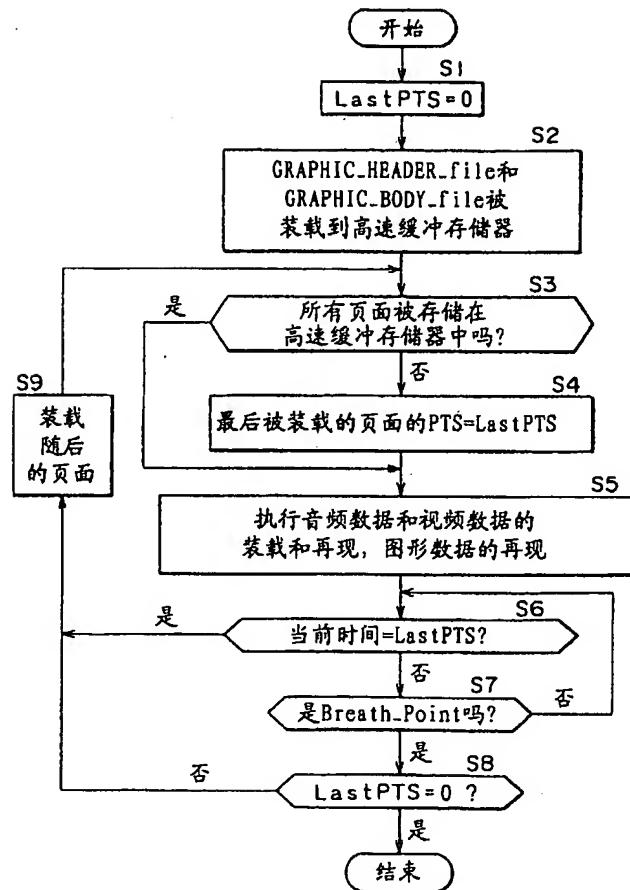 开始
S1
LastPTS=0
S2
GRAPHIC_HEADER_file和
GRAPHIC_BODY_file被
装载到高速缓冲存储器
S3
所有页面被存储在
高速缓冲存储器中吗?
是
否
S4
最后被装载的页面的PTS=LastPTS
S9
装载
随后
的页面
S5
执行音频数据和视频数据的
装载和再现，图形数据的再现
S6
当前时间=LastPTS?
是
否
S7
是Breath_Point吗?
否
是
S8
LastPTS=0 ?
否
是
结束